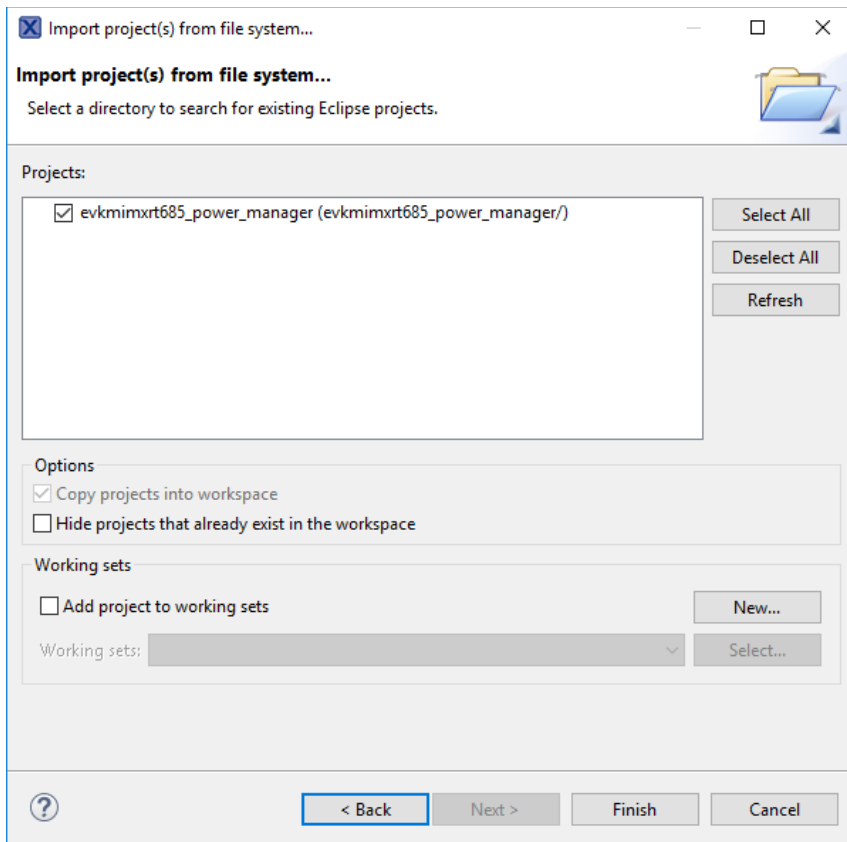 Import project(s) from file system...
Import project(s) from file system...
Select a directory to search for existing Eclipse projects.
Projects:
evkmimxrt685_power_manager (evkmimxrt685_power_manager/)
Select All
Deselect All
Refresh
Options
Copy projects into workspace
Hide projects that already exist in the workspace
Working sets
Add project to working sets
New...
Working sets:
Select...
< Back
Next >
Finish
Cancel